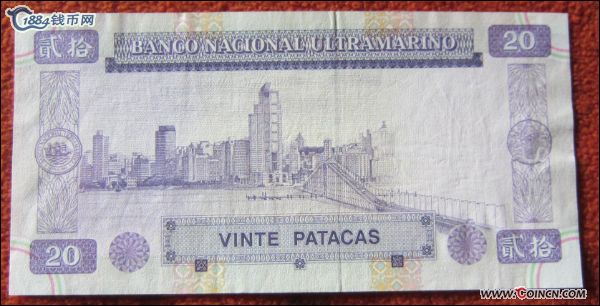 1884钱币网
贰拾
BANCO NACIONAL ULTRAMARINO
20
VINTE PATACAS
20
贰拾
www.COINCN.com